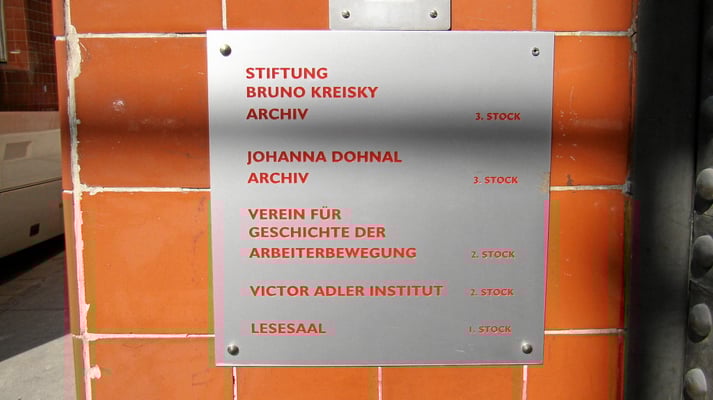 STIFTUNG
BRUNO KREISKY
ARCHIV 3. STOCK
JOHANNA DOHNAL
ARCHIV 3. STOCK
VEREIN FÜR
GESCHICHTE DER
ARBEITERBEWEGUNG 2. STOCK
VICTOR ADLER INSTITUT 2. STOCK
LESESAAL 1. STOCK